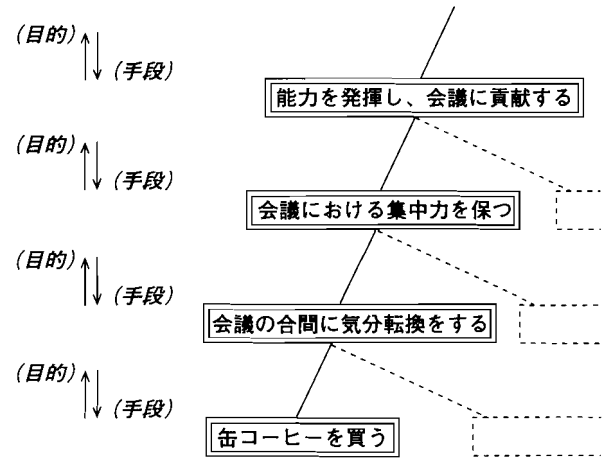 (目的)
(手段)
能力を発揮し、会議に貢献する
(目的)
(手段)
会議における集中力を保つ
(目的)
(手段)
会議の合間に気分転換をする
(目的)
(手段)
缶コーヒーを買う